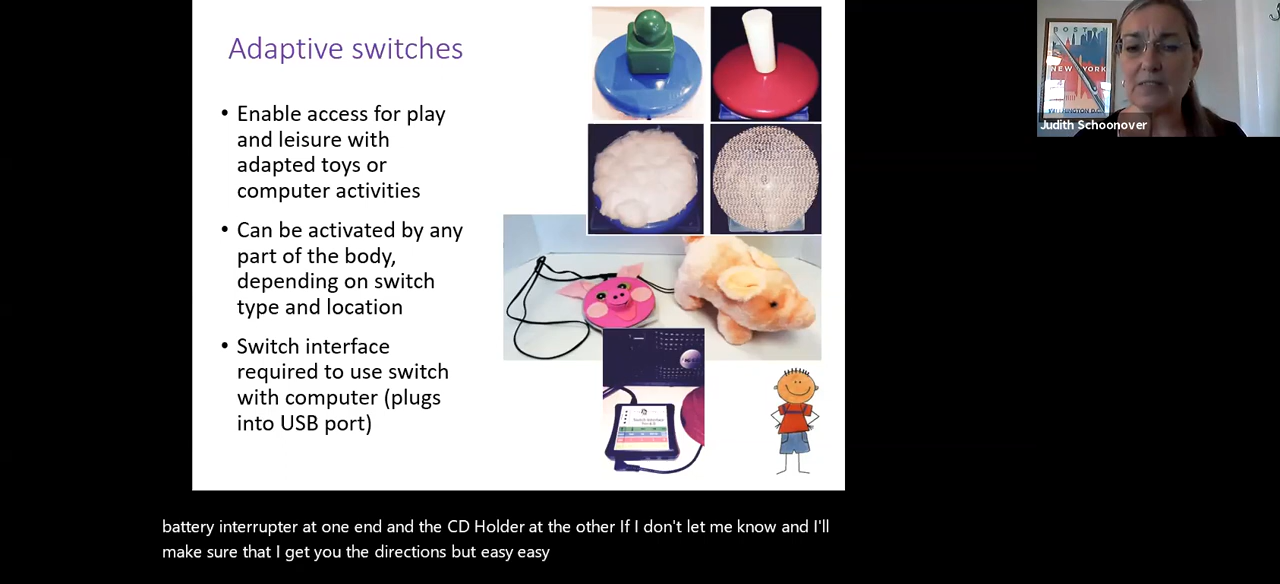 Adaptive switches
• Enable access for play
and leisure with
adapted toys or
computer activities
• Can be activated by any
part of the body,
depending on switch
type and location
• Switch interface
required to use switch
with computer (plugs
into USB port)
NEW YORK
WASHINGTON D.C.
Judith Schoonover
battery interrupter at one end and the CD Holder at the other If I don't let me know and I'll
make sure that I get you the directions but easy easy